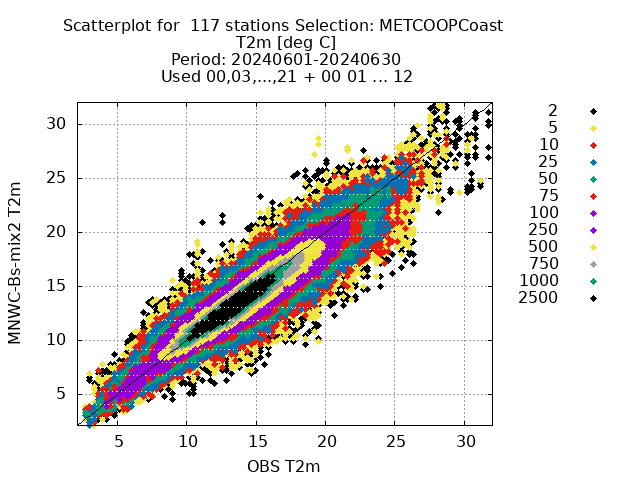 Scatterplot for  117 stations Selection: METCOOPCoast
T2m [deg C]
Period: 20240601-20240630
Used 00,03,...,21 + 00 01 ... 12
30
25
20
15
10
5
5 10 15 20 25 30
MNWC-Bs-mix2 T2m
OBS T2m
2
5
10
25
50
75
100
250
500
750
1000
2500